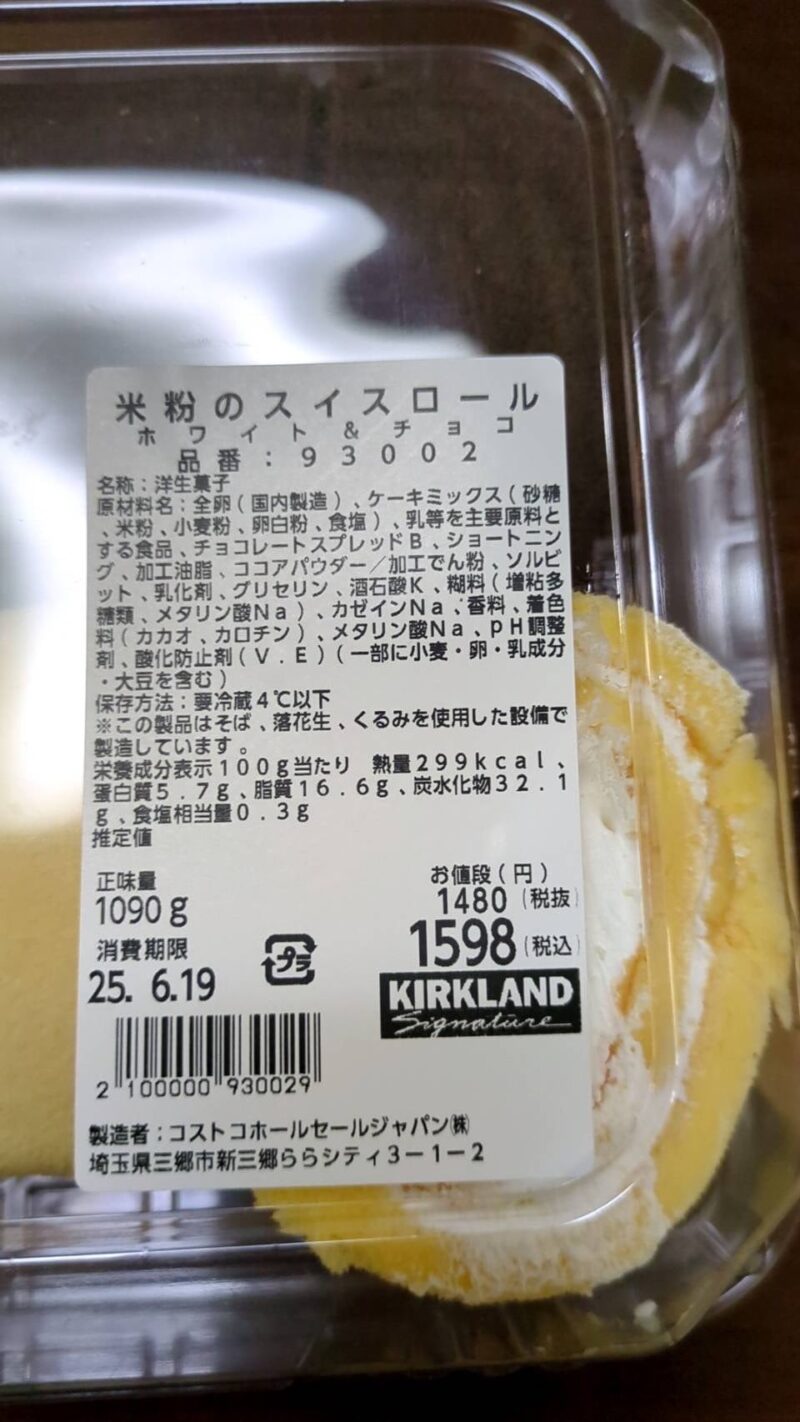 米粉のスイスロール
ホワイト&チョコ
品番:93002
名称:洋生菓子
原材料名:全卵(国内製造)、ケーキミックス(砂糖
、米粉、小麦粉、卵白粉、食塩)、乳等を主要原料と
する食品、チョコレートスプレッドB、ショートニン
グ、加工油脂、ココアパウダー/加工でん粉、ソルビ
ット、乳化剤、グリセリン、酒石酸K、糊料(増粘多
糖類、メタリン酸Na)、カゼインNa、香料、着色
料(カカオ、カロチン)、メタリン酸Na、pH調整
剤、酸化防止剤(V.E)(一部に小麦・卵・乳成分
・大豆を含む)
保存方法:要冷蔵4℃以下
※この製品はそば、落花生、くるみを使用した設備で
製造しています。
栄養成分表示100g当たり 熱量299kcal、
蛋白質5.7g、脂質16.6g、炭水化物32.1
g、食塩相当量0.3g
推定値
正味量
1090g
お値段(円)
1480(税抜)
1598(税込)
消費期限
25. 6.19
プラ
KIRKLAND
Signature
2 100000 930029
製造者:コストコホールセールジャパン㈱
埼玉県三郷市新三郷ららシティ3-1-2